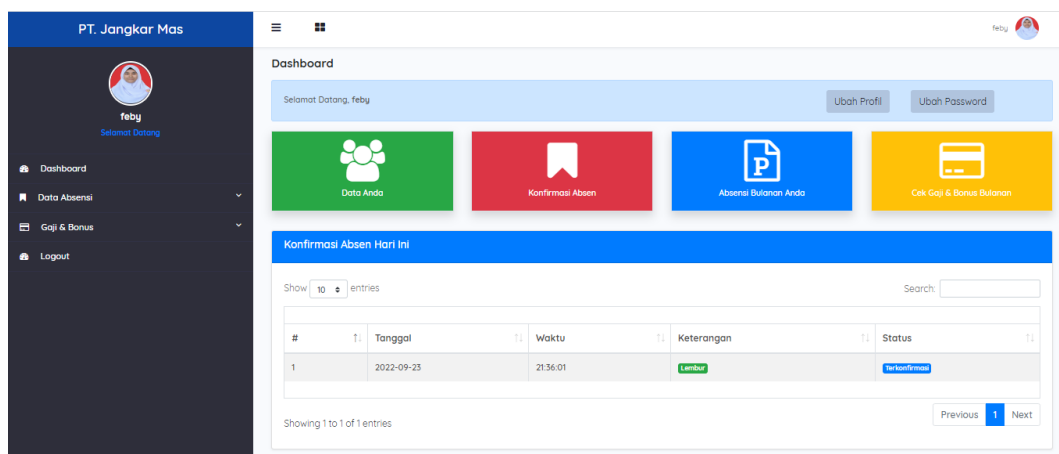 PT. Jangkar Mas
feby
feby
Selamat Datang
Dashboard
Data Absensi
Gaji & Bonus
Logout
Dashboard
Selamat Datang, feby
Ubah Profil
Ubah Password
Data Anda
Konfirmasi Absen
P
Absensi Bulanan Anda
Cek Gaji & Bonus Bulanan
Konfirmasi Absen Hari Ini
Show 10 entries
Search:
# Tanggal Waktu Keterangan Status
1 2022-09-23 21:36:01 Lembur Terkonfirmasi
Showing 1 to 1 of 1 entries
Previous 1 Next